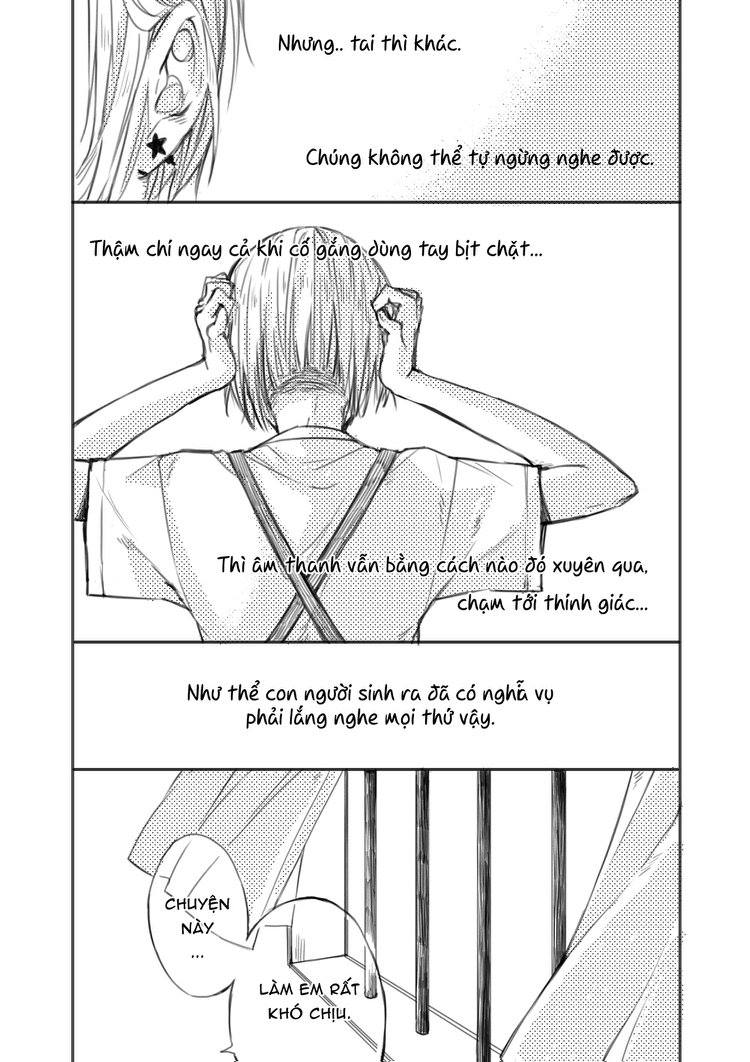 Nhưng.. tai thì khác.
Chúng không thể tự ngừng nghe được.
Thậm chí ngay cả khi cố gắng dùng tay bịt chặt...
Thì âm thanh vẫn bằng cách nào đó xuyên qua,
chạm tới thính giác...
Như thể con người sinh ra đã có nghĩa vụ
phải lắng nghe mọi thứ vậy.
CHUYỆN
NÀY
...
LÀM EM RẤT
KHÓ CHỊU.